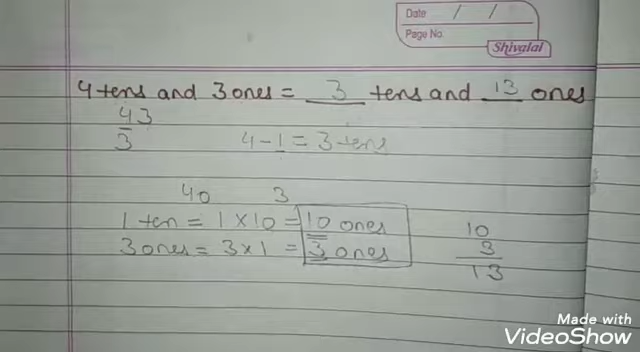 Date / /
Page No:
Shivalal
4 tens and 3 ones = 3 tens and 13 ones
43
3
4-1 = 3 tens
40 3
1 ten = 1 × 10 = 10 ones
3 ones = 3 × 1 = 3 ones
10
3
13
Made with
VideoShow